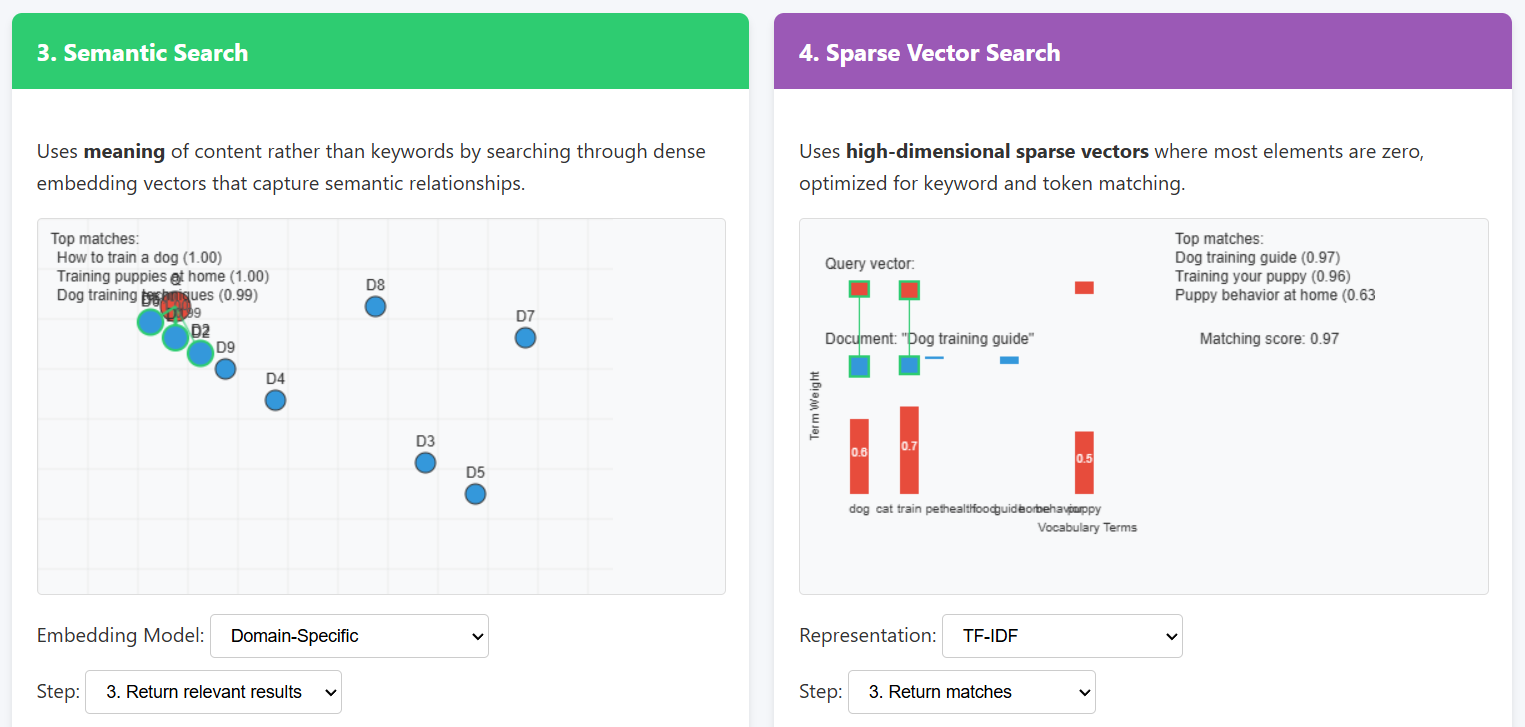 3. Semantic Search
Uses meaning of content rather than keywords by searching through dense
embedding vectors that capture semantic relationships.
Top matches:
How to train a dog (1.00)
Training puppies at home (1.00)
Dog training techniques (0.99)
Q
D2
D9
D4
D8
D7
D3
D5
Embedding Model: Domain-Specific
Step: 3. Return relevant results
4. Sparse Vector Search
Uses high-dimensional sparse vectors where most elements are zero,
optimized for keyword and token matching.
Query vector:
Document: "Dog training guide"
Top matches:
Dog training guide (0.97)
Training your puppy (0.96)
Puppy behavior at home (0.63
Matching score: 0.97
Term Weight
0.6
0.7
0.5
dog cat train pet health food guide home behavior puppy
Vocabulary Terms
Representation: TF-IDF
Step: 3. Return matches